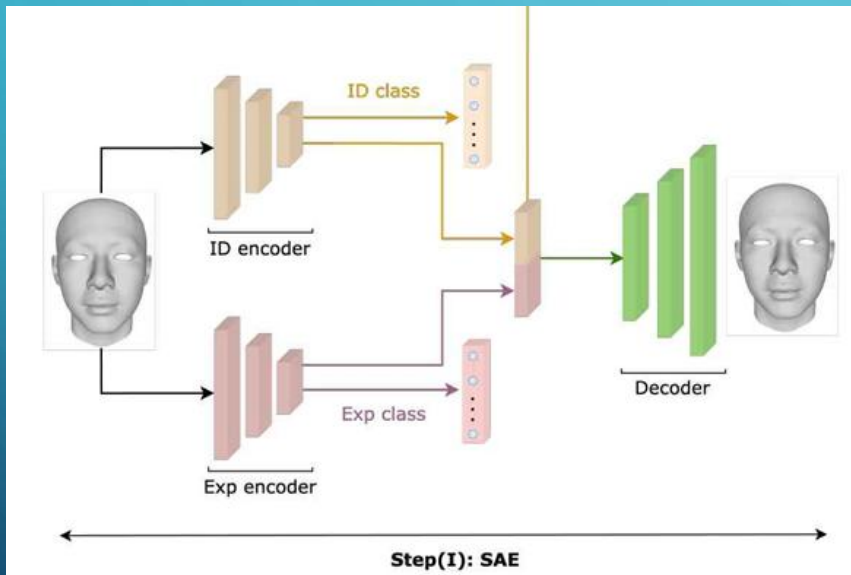 ID class
ID encoder
Exp class
Decoder
Exp encoder
Step(I): SAE